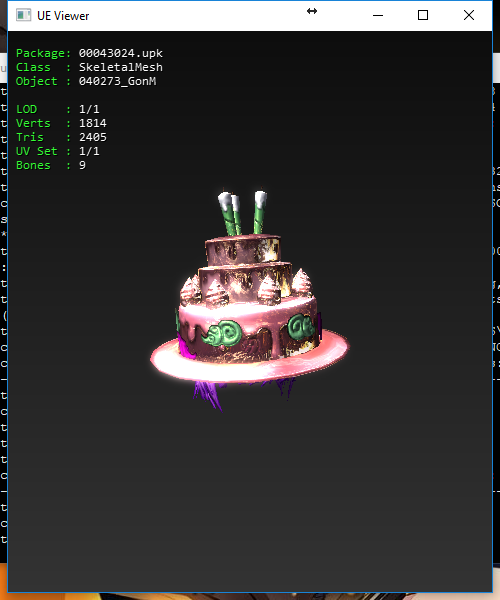 UE Viewer
Package: 00043024.upk
Class : SkeletalMesh
Object : 040273_GonM
LOD : 1/1
Verts : 1814
Tris : 2405
UV Set : 1/1
Bones : 9